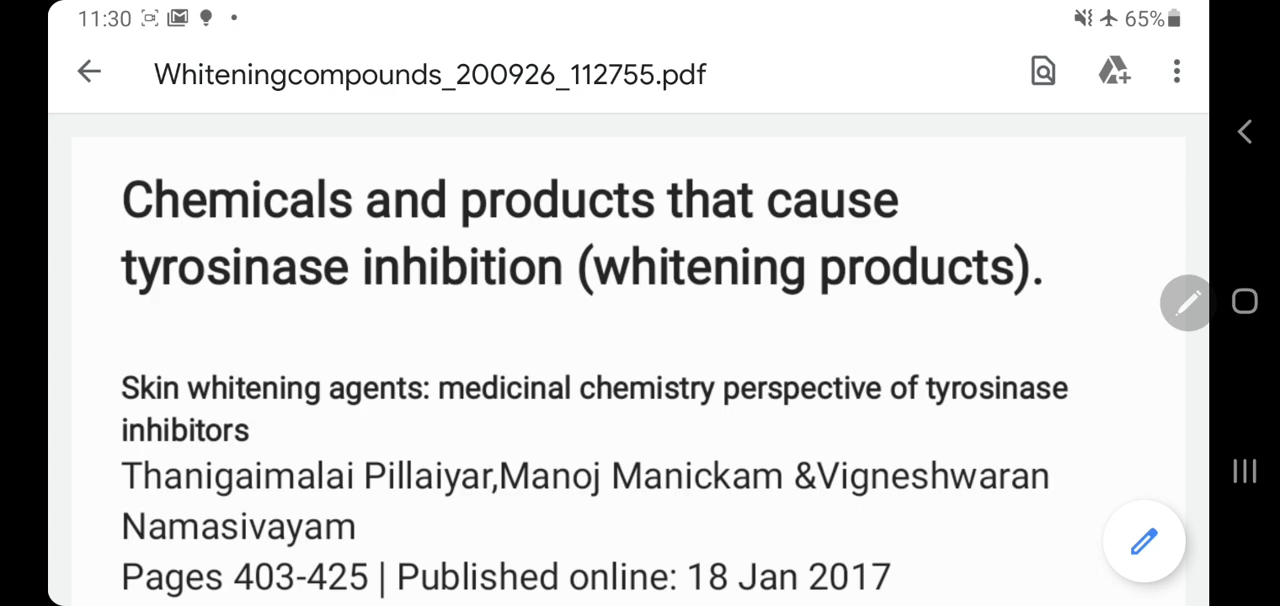 11:30
65%
Whiteningcompounds_200926_112755.pdf
Chemicals and products that cause
tyrosinase inhibition (whitening products).
Skin whitening agents: medicinal chemistry perspective of tyrosinase
inhibitors
Thanigaimalai Pillaiyar,Manoj Manickam &Vigneshwaran
Namasivayam
Pages 403-425 | Published online: 18 Jan 2017